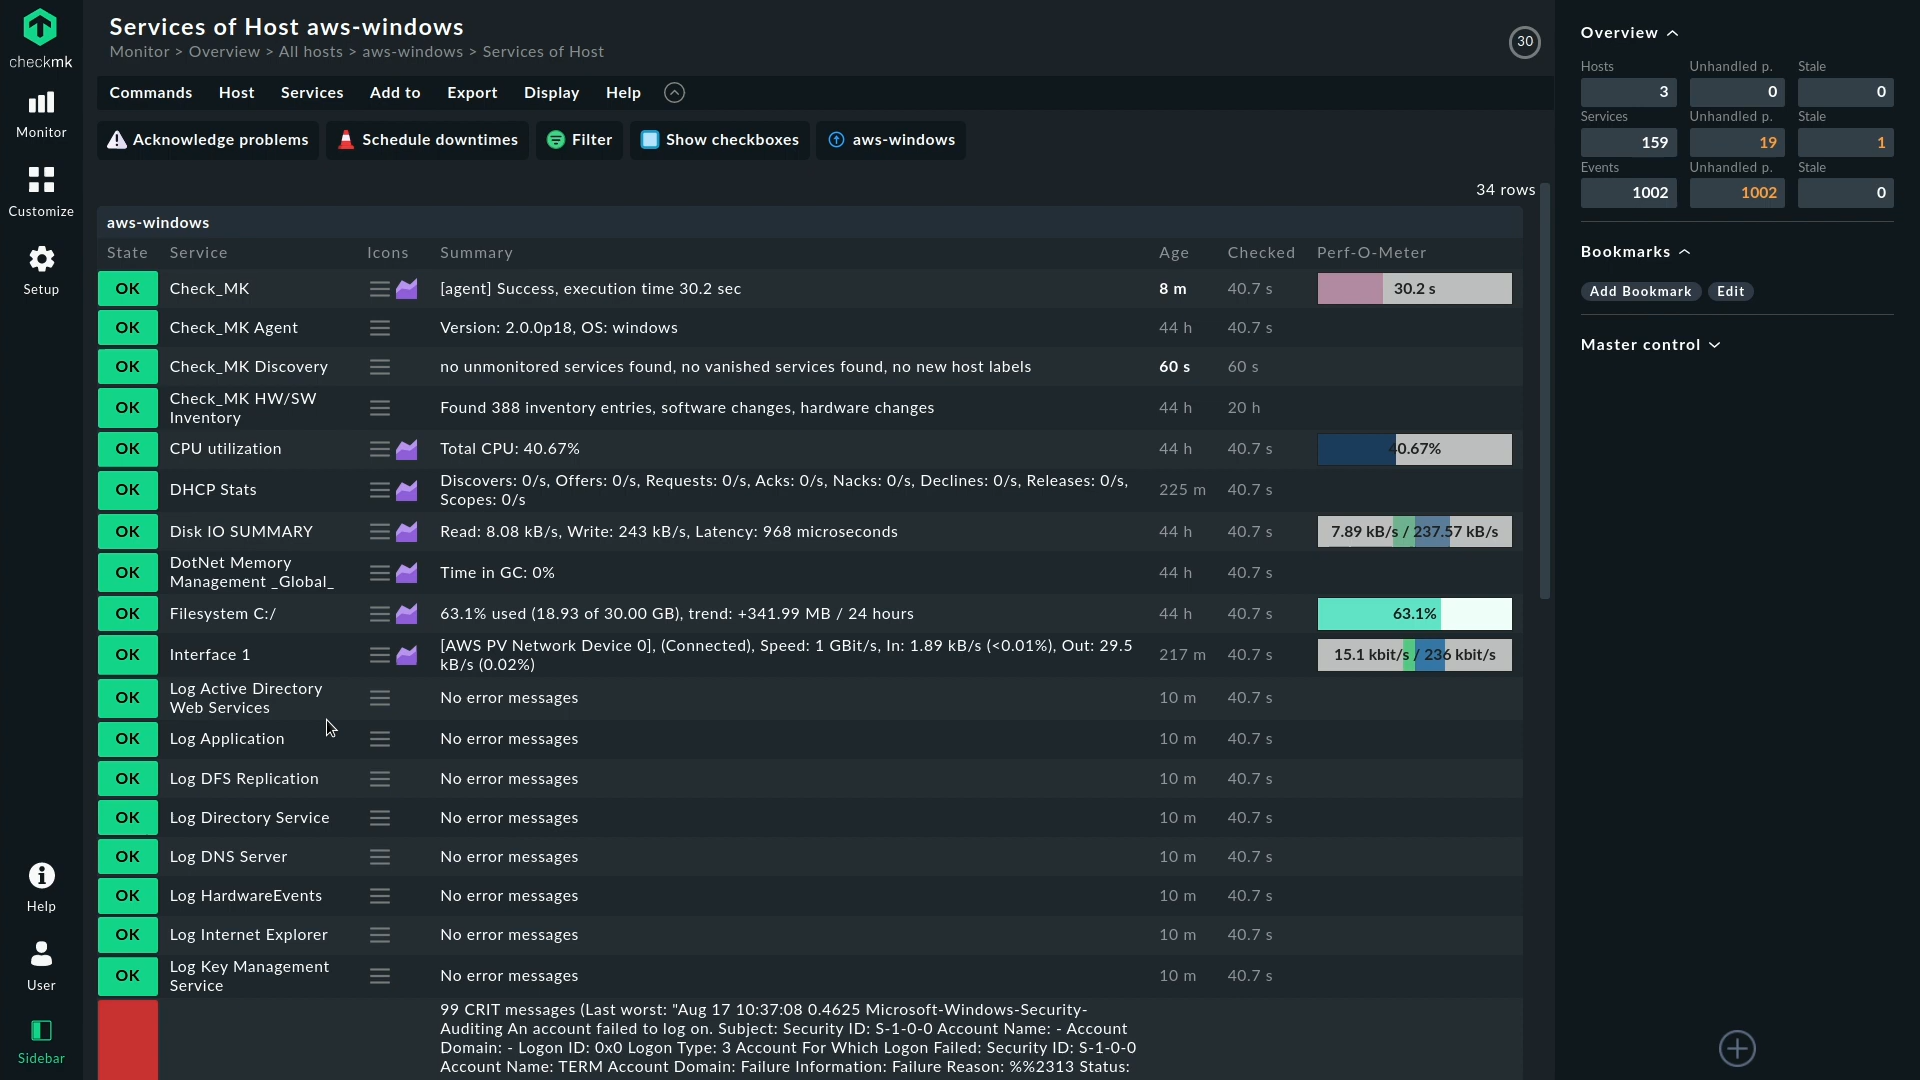 Services of Host aws-windows
Monitor > Overview > All hosts > aws-windows > Services of Host
30
checkmk
Monitor
Customize
Setup
Help
User
Sidebar
Commands Host Services Add to Export Display Help
Acknowledge problems Schedule downtimes Filter Show checkboxes aws-windows
34 rows
aws-windows
State Service Icons Summary Age Checked Perf-O-Meter
OK Check_MK [agent] Success, execution time 30.2 sec 8 m 40.7 s 30.2 s
OK Check_MK Agent Version: 2.0.0p18, OS: windows 44 h 40.7 s
OK Check_MK Discovery no unmonitored services found, no vanished services found, no new host labels 60 s 60 s
OK Check_MK HW/SW
Inventory Found 388 inventory entries, software changes, hardware changes 44 h 20 h
OK CPU utilization Total CPU: 40.67% 44 h 40.7 s 40.67%
OK DHCP Stats Discovers: 0/s, Offers: 0/s, Requests: 0/s, Acks: 0/s, Nacks: 0/s, Declines: 0/s, Releases: 0/s,
Scopes: 0/s 225 m 40.7 s
OK Disk IO SUMMARY Read: 8.08 kB/s, Write: 243 kB/s, Latency: 968 microseconds 44 h 40.7 s 7.89 kB/s / 237.57 kB/s
OK DotNet Memory
Management _Global_ Time in GC: 0% 44 h 40.7 s
OK Filesystem C:/ 63.1% used (18.93 of 30.00 GB), trend: +341.99 MB / 24 hours 44 h 40.7 s 63.1%
OK Interface 1 [AWS PV Network Device 0], (Connected), Speed: 1 GBit/s, In: 1.89 kB/s (<0.01%), Out: 29.5
kB/s (0.02%) 217 m 40.7 s 15.1 kbit/s / 236 kbit/s
OK Log Active Directory
Web Services No error messages 10 m 40.7 s
OK Log Application No error messages 10 m 40.7 s
OK Log DFS Replication No error messages 10 m 40.7 s
OK Log Directory Service No error messages 10 m 40.7 s
OK Log DNS Server No error messages 10 m 40.7 s
OK Log HardwareEvents No error messages 10 m 40.7 s
OK Log Internet Explorer No error messages 10 m 40.7 s
OK Log Key Management
Service No error messages 10 m 40.7 s
99 CRIT messages (Last worst: "Aug 17 10:37:08 0.4625 Microsoft-Windows-Security-
Auditing An account failed to log on. Subject: Security ID: S-1-0-0 Account Name: - Account
Domain: - Logon ID: 0x0 Logon Type: 3 Account For Which Logon Failed: Security ID: S-1-0-0
Account Name: TERM Account Domain: Failure Information: Failure Reason: %%2313 Status:
Overview
Hosts Unhandled p. Stale
3 0 0
Services Unhandled p. Stale
159 19 1
Events Unhandled p. Stale
1002 1002 0
Bookmarks
Add Bookmark Edit
Master control